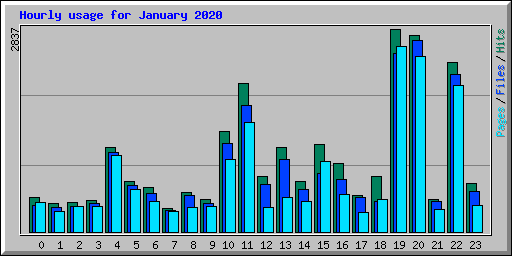 Hourly usage for January 2020
2837
Pages/Files/Hits
0 1 2 3 4 5 6 7 8 9 10 11 12 13 14 15 16 17 18 19 20 21 22 23